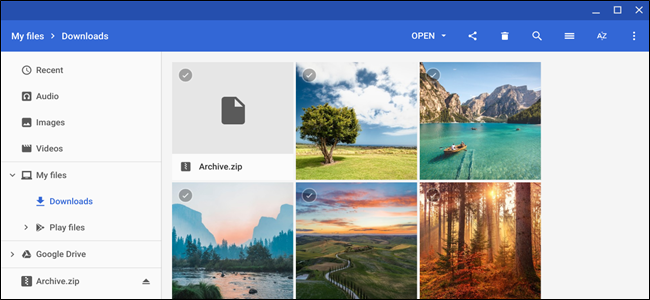 My files > Downloads
OPEN
AZ
Recent
Audio
Images
Videos
My files
Downloads
Play files
Google Drive
Archive.zip
Archive.zip